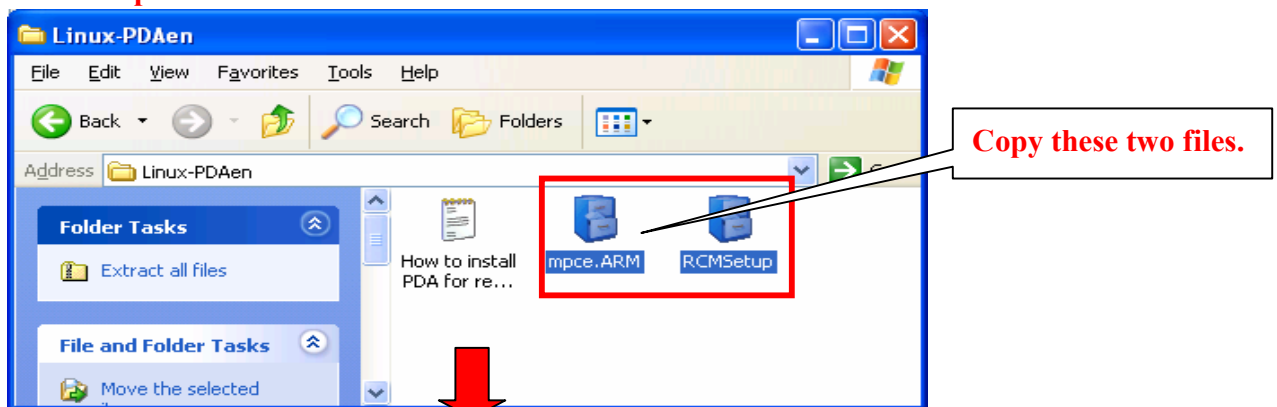 Linux-PDAen
File Edit View Favorites Tools Help
Back Search Folders
Copy these two files.
Address Linux-PDAen
Folder Tasks
Extract all files
How to install
PDA for re...
mpce.ARM
RCMSetup
File and Folder Tasks
Move the selected